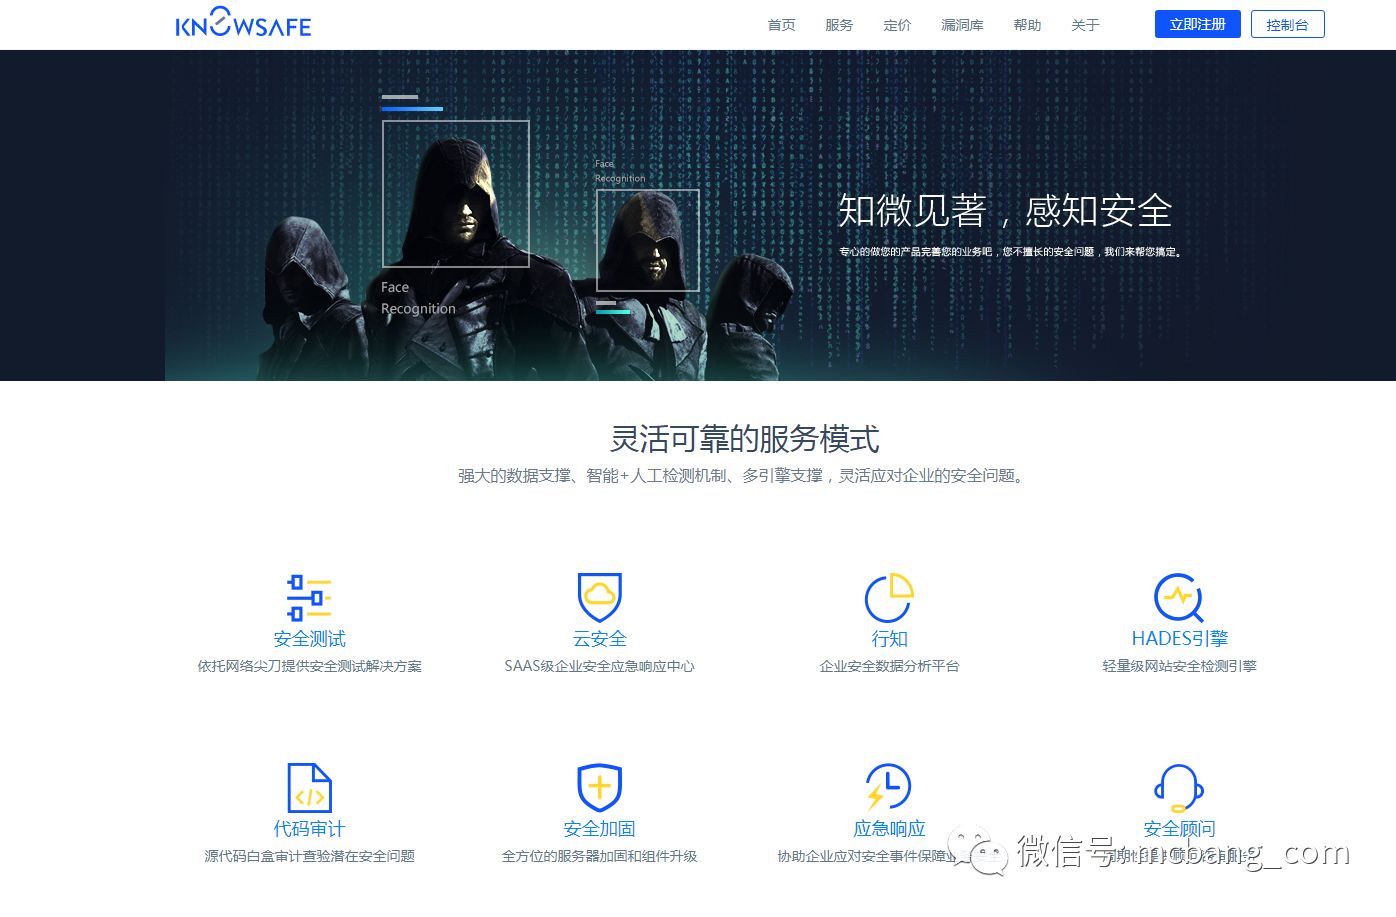 KNOWSAFE
首页 服务 定价 漏洞库 帮助 关于 立即注册 控制台
Face
Recognition
Face
Recognition
知微见著，感知安全
专心的做您的产品完善您的业务吧，您不擅长的安全问题，我们来帮您搞定。
灵活可靠的服务模式
强大的数据支撑、智能+人工检测机制、多引擎支撑，灵活应对企业的安全问题。
安全测试 云安全 行知 HADES引擎
依托网络尖刀提供安全测试解决方案 SAAS级企业安全应急响应中心 企业安全数据分析平台 轻量级网站安全检测引擎
代码审计 安全加固 应急响应 安全顾问
源代码白盒审计查验潜在安全问题 全方位的服务器加固和组件升级 协助企业应对安全事件保障业
微信号: mcbang_com